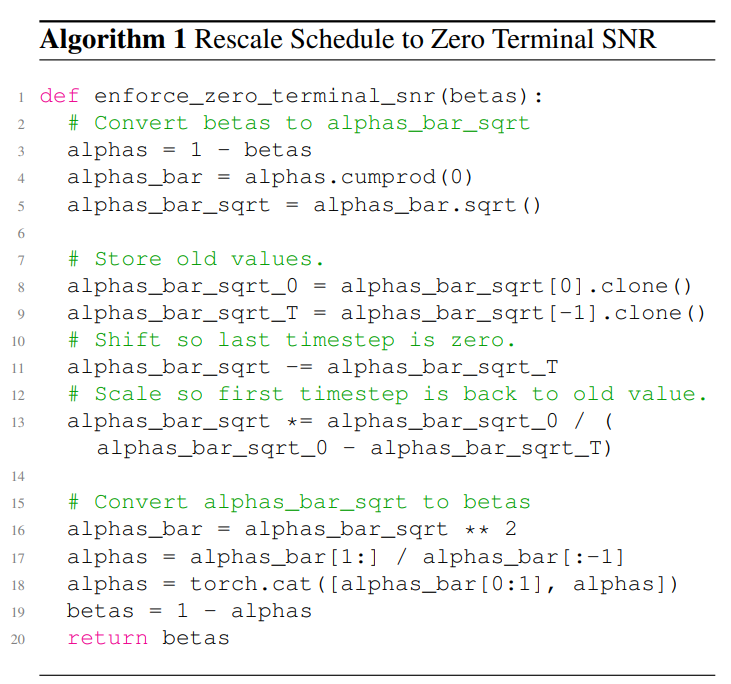 Algorithm 1 Rescale Schedule to Zero Terminal SNR
1 def enforce_zero_terminal_snr(betas):
2 # Convert betas to alphas_bar_sqrt
3 alphas = 1 - betas
4 alphas_bar = alphas.cumprod(0)
5 alphas_bar_sqrt = alphas_bar.sqrt()
6
7 # Store old values.
8 alphas_bar_sqrt_0 = alphas_bar_sqrt[0].clone()
9 alphas_bar_sqrt_T = alphas_bar_sqrt[-1].clone()
10 # Shift so last timestep is zero.
11 alphas_bar_sqrt -= alphas_bar_sqrt_T
12 # Scale so first timestep is back to old value.
13 alphas_bar_sqrt *= alphas_bar_sqrt_0 / (
alphas_bar_sqrt_0 - alphas_bar_sqrt_T)
14
15 # Convert alphas_bar_sqrt to betas
16 alphas_bar = alphas_bar_sqrt ** 2
17 alphas = alphas_bar[1:] / alphas_bar[:-1]
18 alphas = torch.cat([alphas_bar[0:1], alphas])
19 betas = 1 - alphas
20 return betas